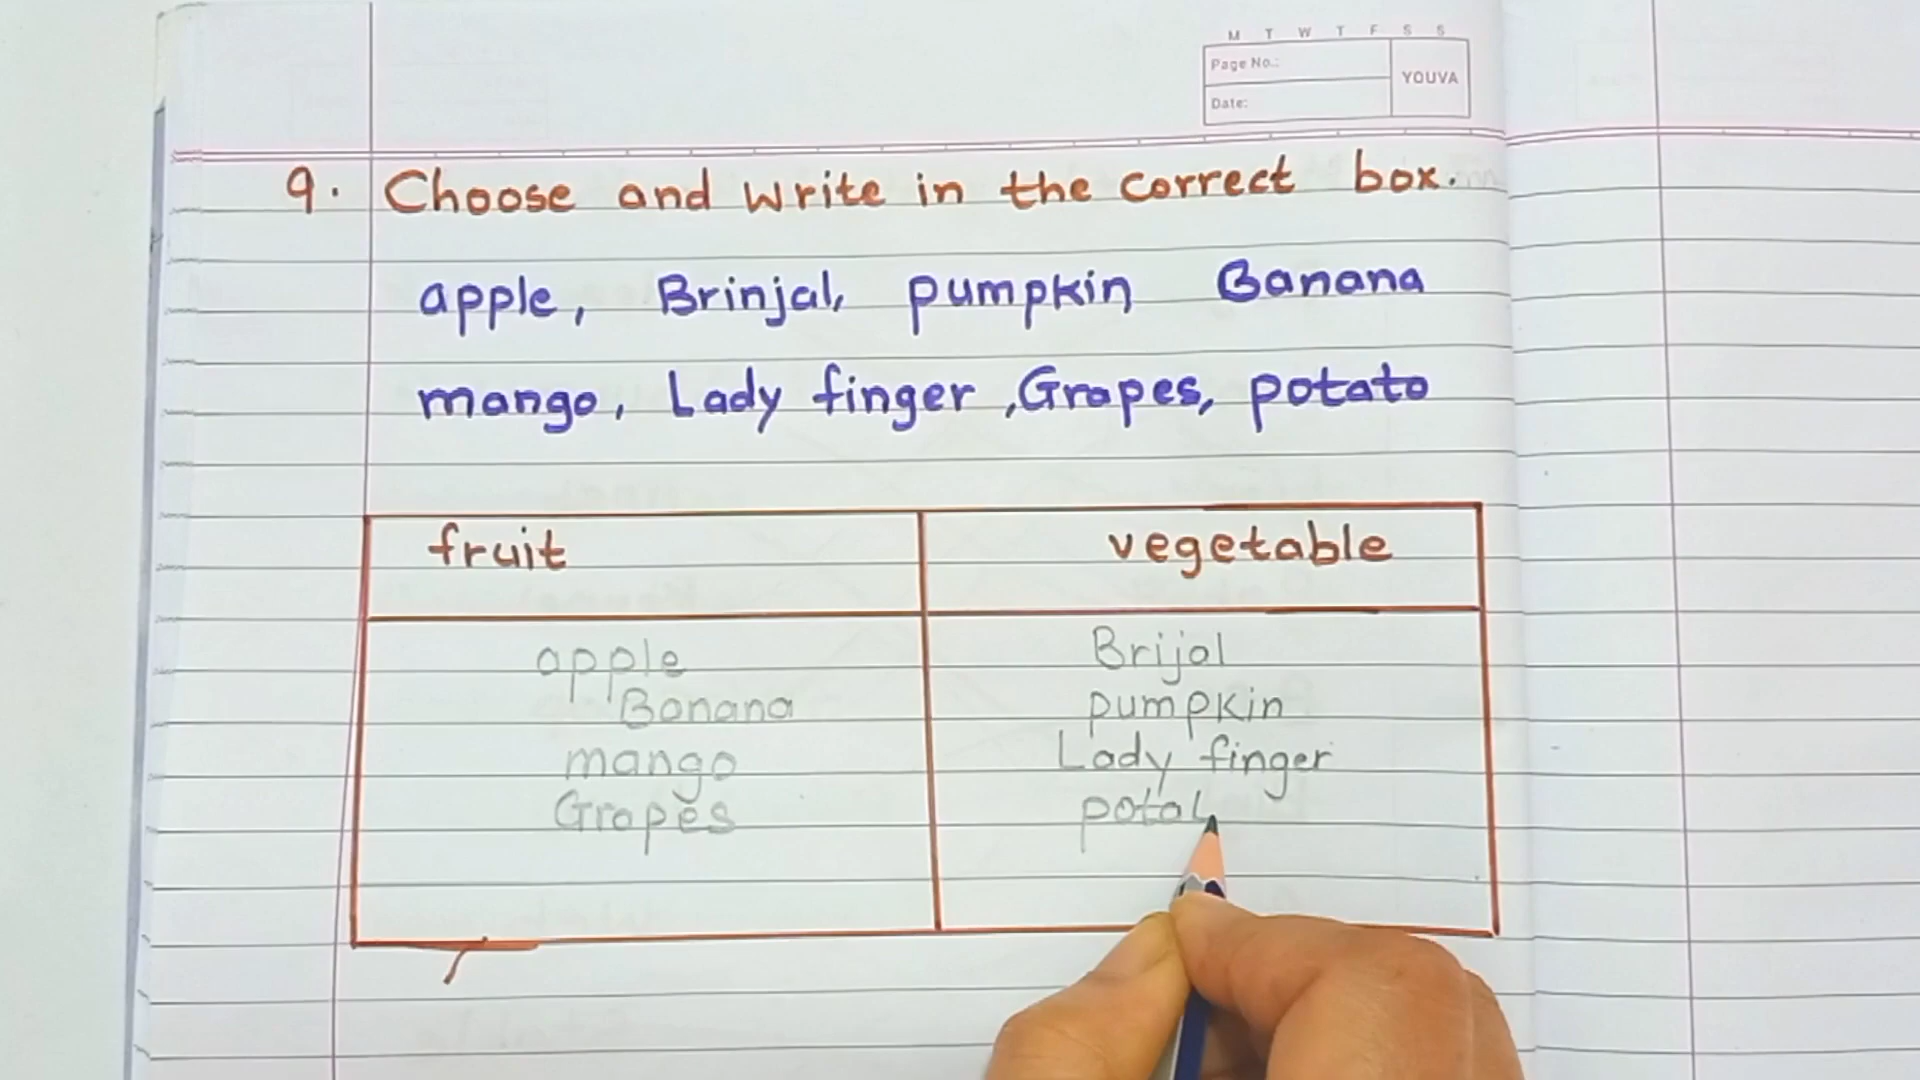 M T W T F S S
Page No.:
YOUVA
Date:
9. Choose and write in the correct box.
apple, Brinjal, pumpkin Banana
mango, Lady finger, Grapes, potato
fruit vegetable
apple Brijal
Banana pumpkin
mango Lady finger
Grapes